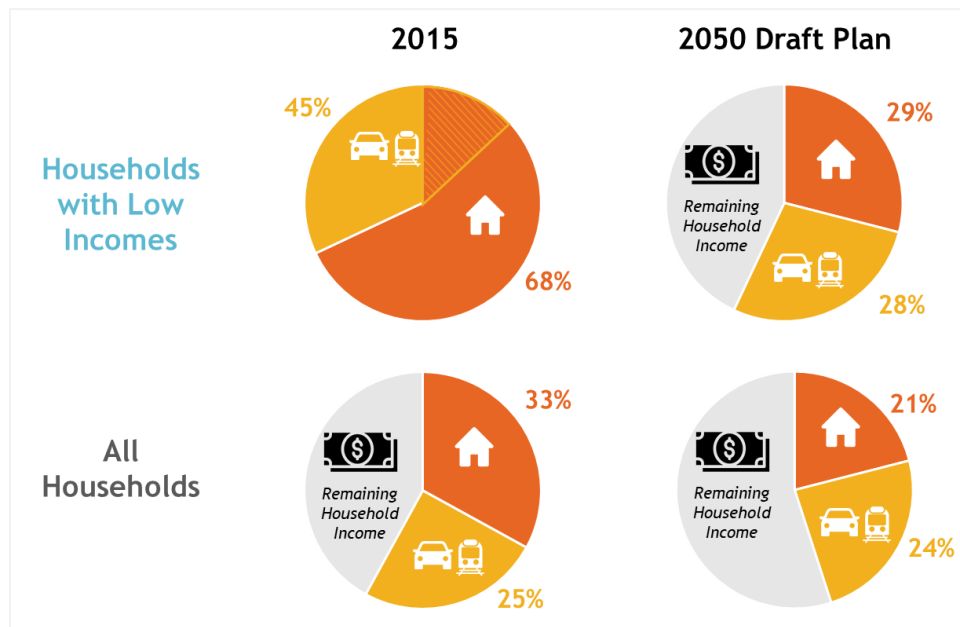 2015
2050 Draft Plan
Households
with Low
Incomes
45%
68%
29%
$
Remaining
Household
Income
28%
All
Households
33%
$
Remaining
Household
Income
25%
21%
$
Remaining
Household
Income
24%